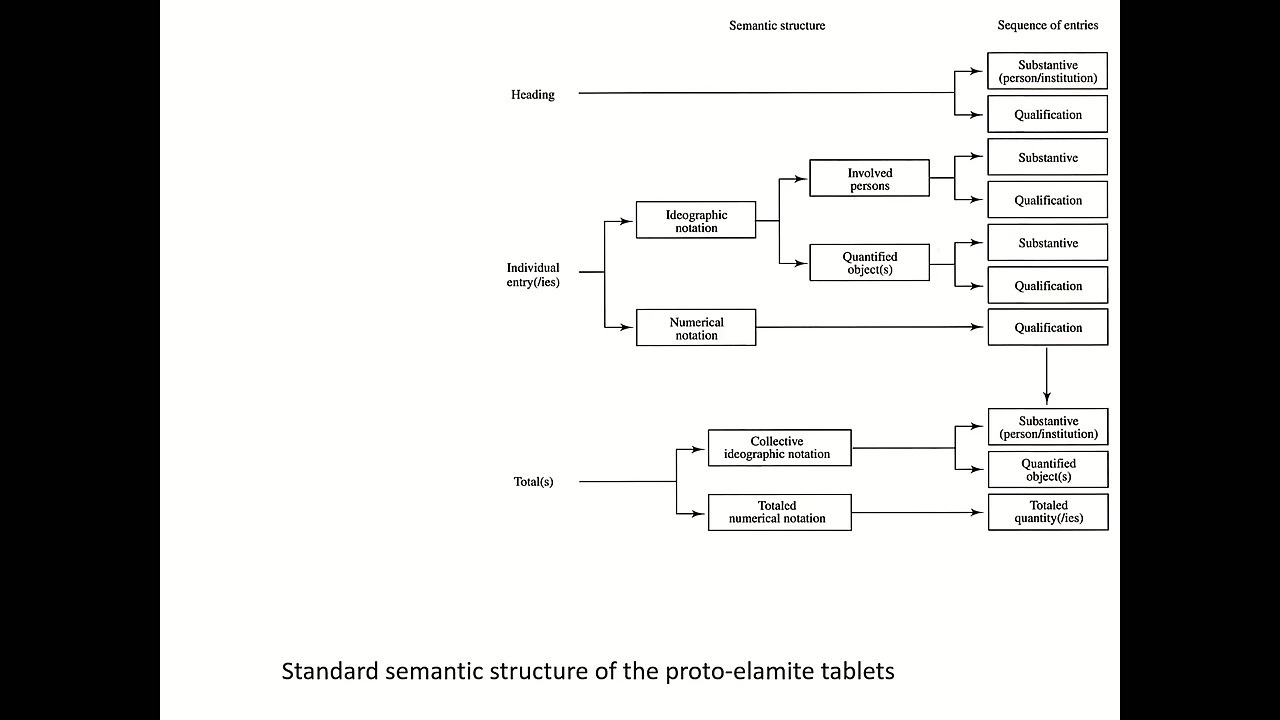 Semantic structure
Sequence of entries
Heading
Substantive
(person/institution)
Qualification
Individual
entry(/ies)
Ideographic
notation
Involved
persons
Substantive
Qualification
Quantified
object(s)
Substantive
Qualification
Numerical
notation
Qualification
Total(s)
Collective
ideographic notation
Substantive
(person/institution)
Quantified
object(s)
Totaled
numerical notation
Totaled
quantity(/ies)
Standard semantic structure of the proto-elamite tablets